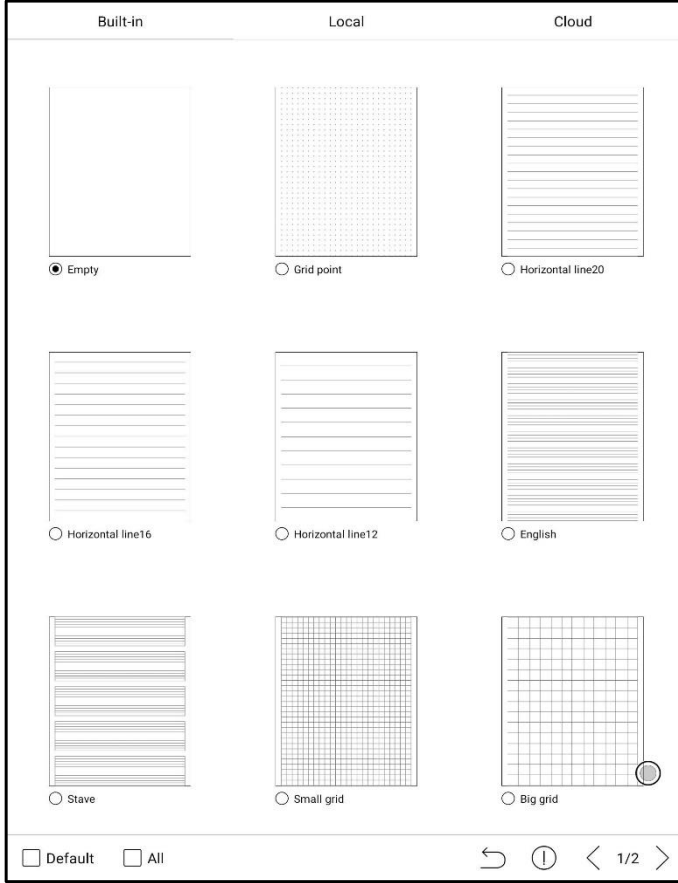 Built-in Local Cloud
Empty Grid point Horizontal line20
Horizontal line16 Horizontal line12 English
Stave Small grid Big grid
Default All 1/2